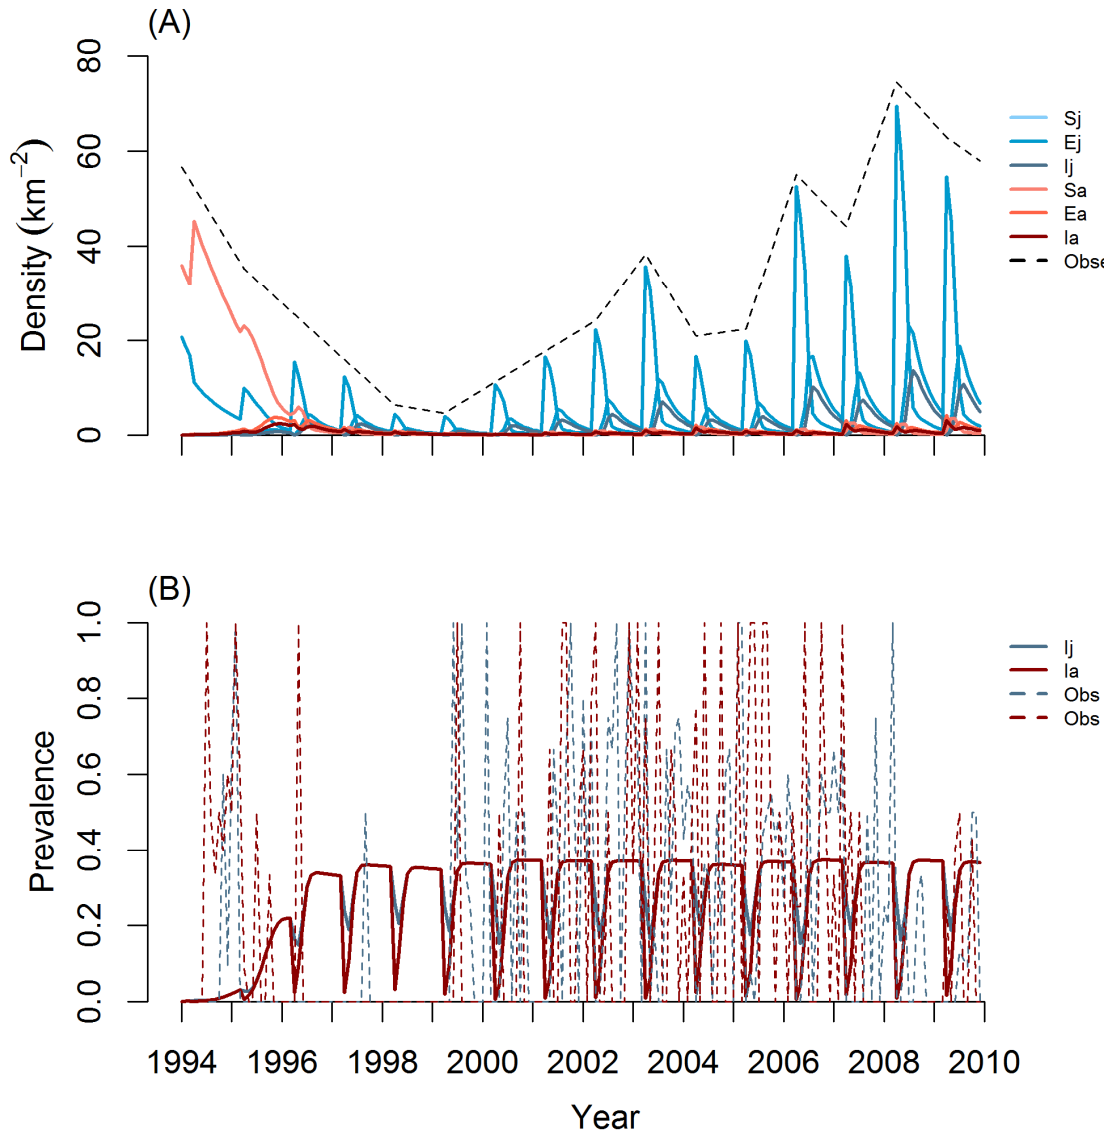 (A)
Density (km⁻²)
80
60
40
20
0
Sj
Ej
Ij
Sa
Ea
Ia
Obse
(B)
Prevalence
1.0
0.8
0.6
0.4
0.2
0.0
Ij
Ia
Obs
Obs
1994 1996 1998 2000 2002 2004 2006 2008 2010
Year